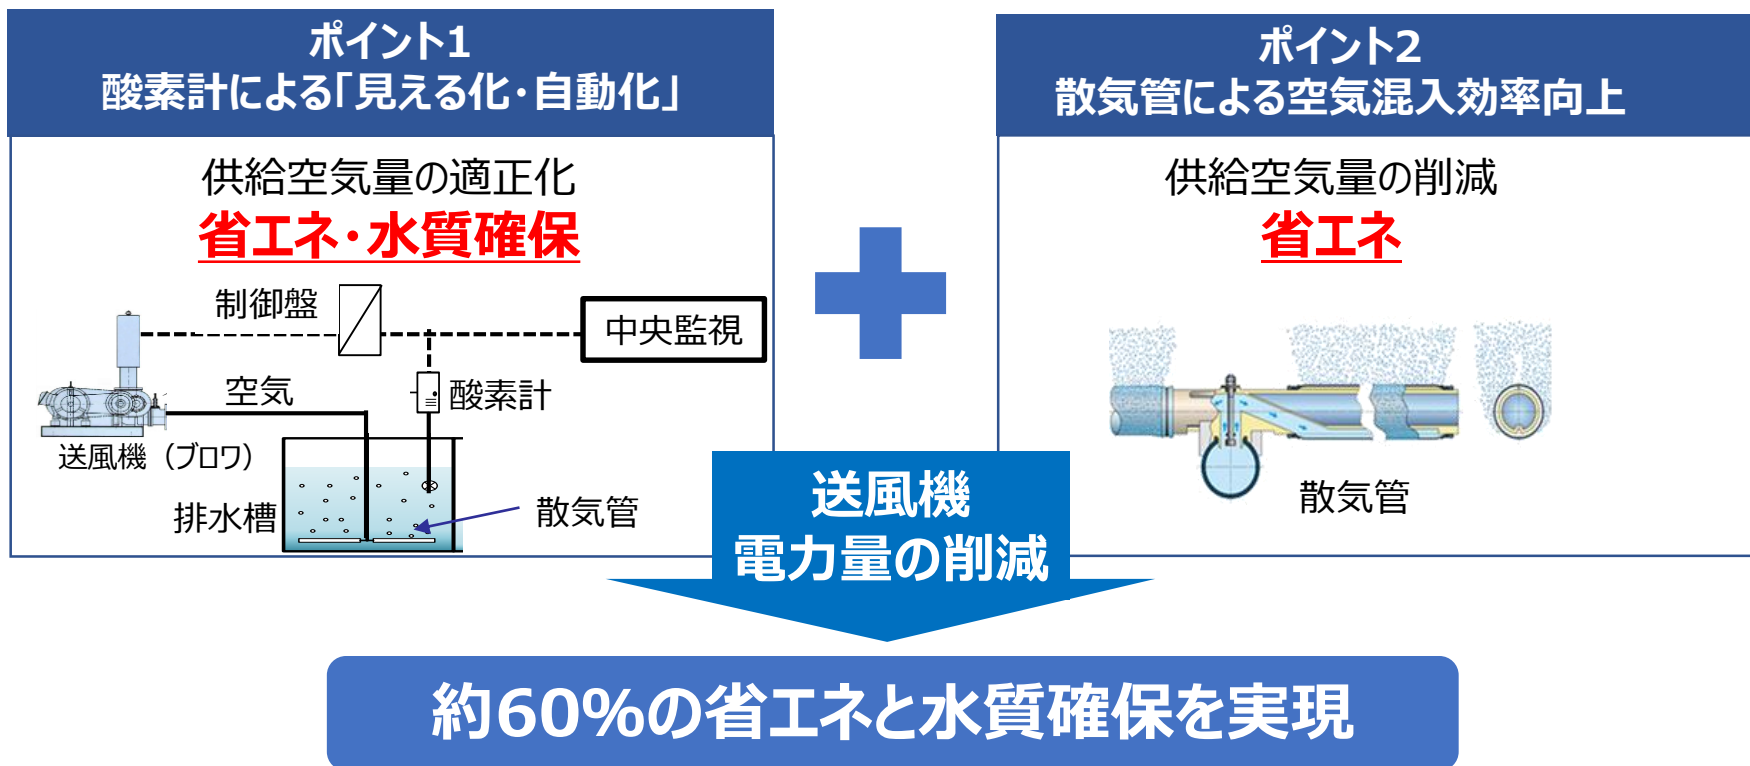 ポイント1
酸素計による「見える化・自動化」
供給空気量の適正化
省エネ・水質確保
制御盤
中央監視
空気
酸素計
送風機（ブロワ）
排水槽
散気管
ポイント2
散気管による空気混入効率向上
供給空気量の削減
省エネ
散気管
送風機
電力量の削減
約60%の省エネと水質確保を実現